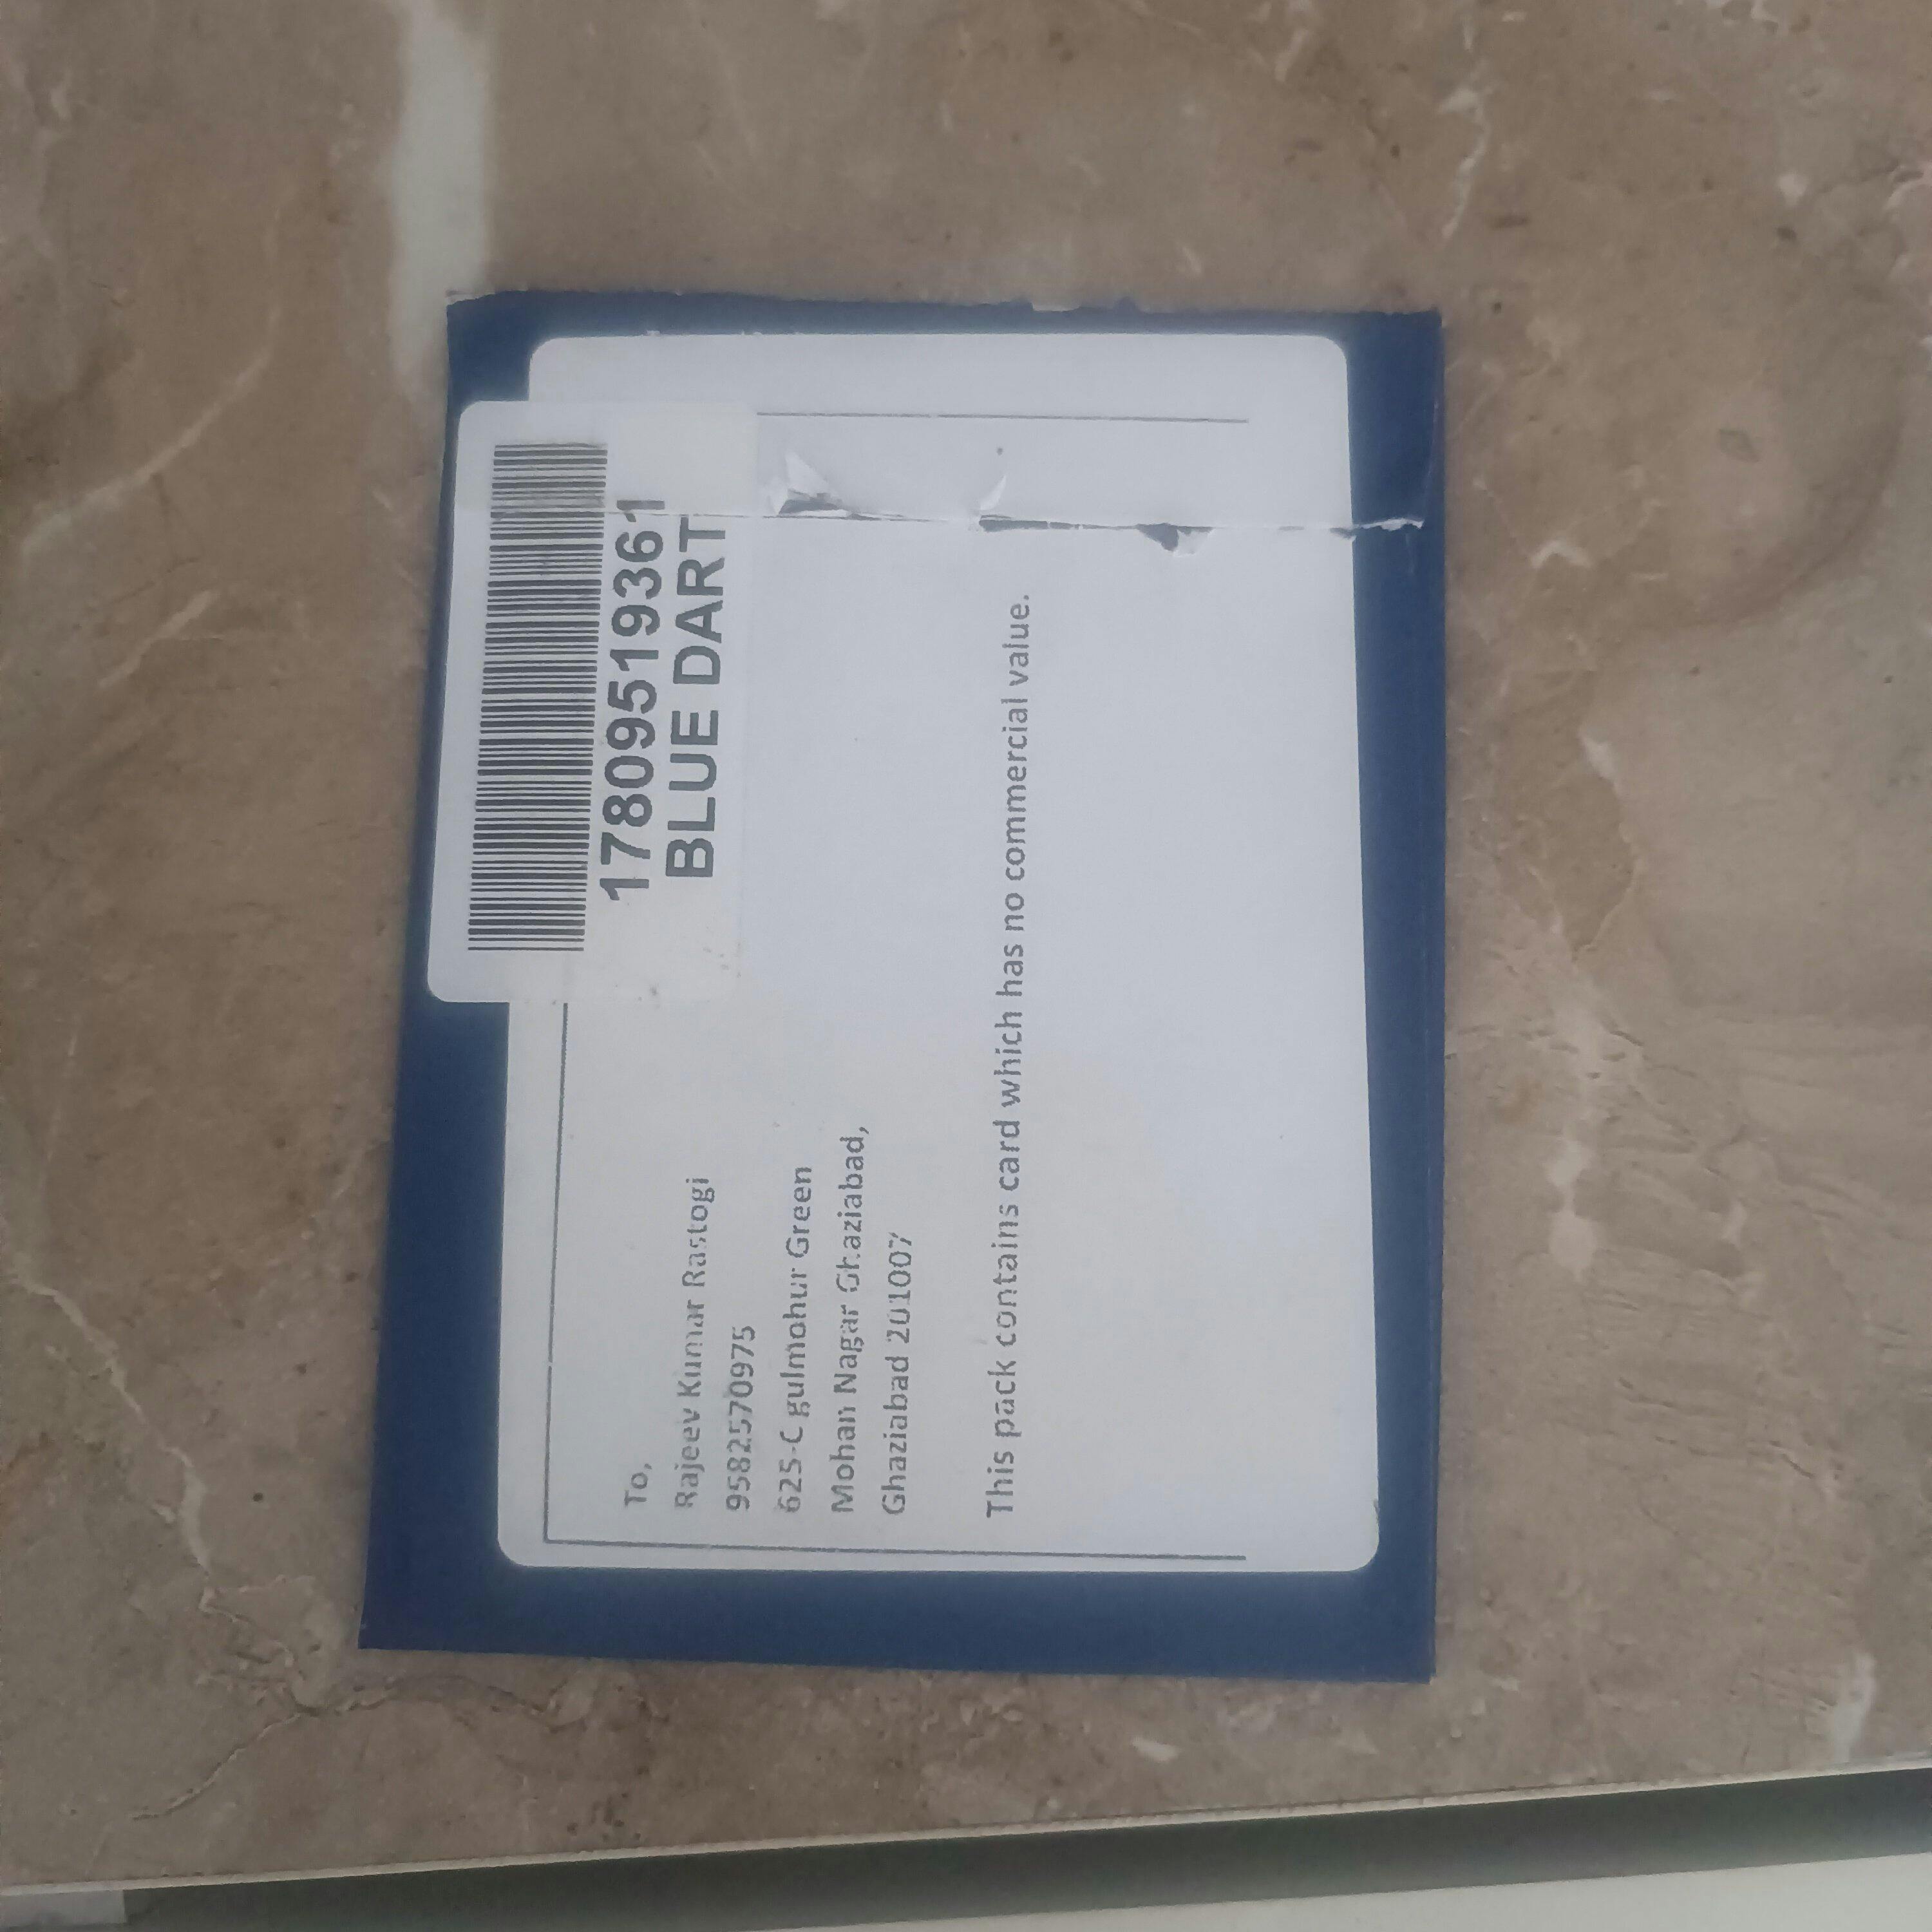 17809519361
BLUE DART
To,
Rajeev Kumar Rastogi
9582570975
625-C gulmohur Green
Mohan Nagar Ghaziabad,
Ghaziabad 201007
This pack contains card which has no commercial value.